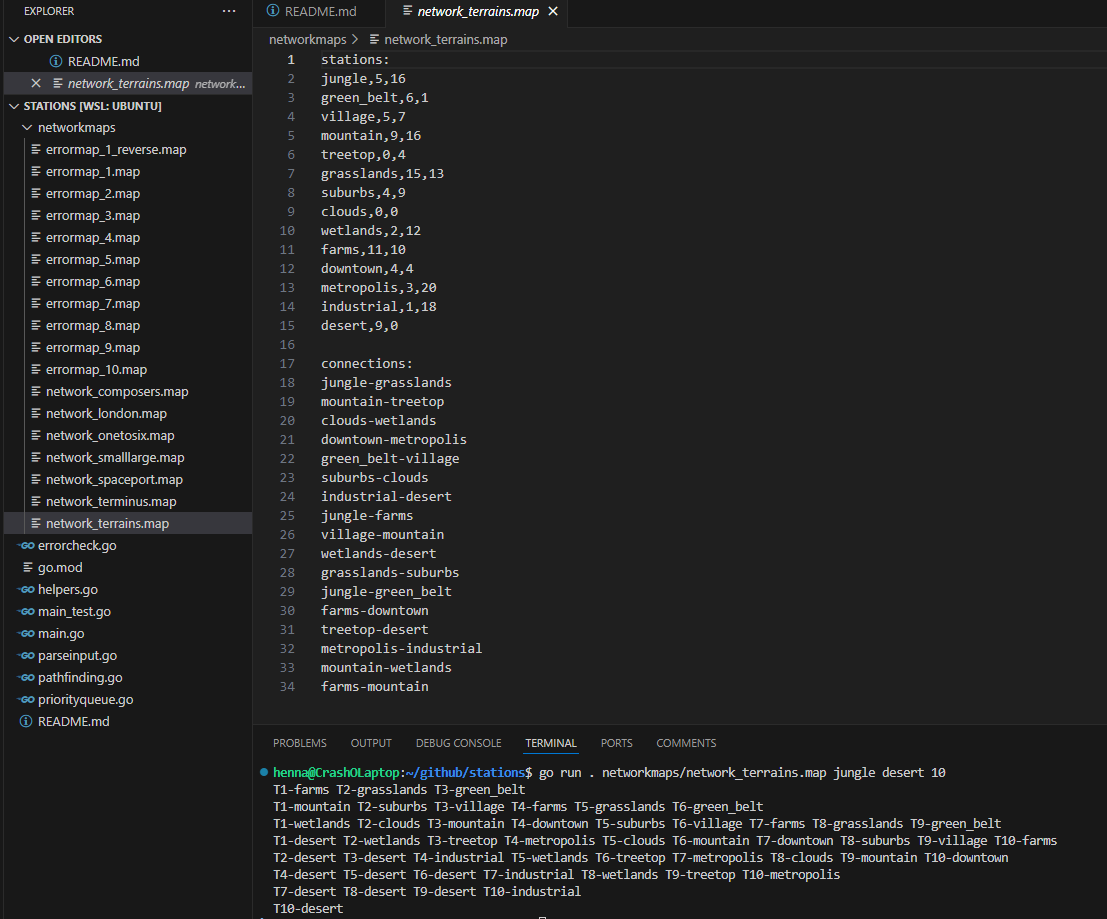 EXPLORER
OPEN EDITORS
README.md
network_terrains.map network...
STATIONS [WSL: UBUNTU]
networkmaps
errormap_1_reverse.map
errormap_1.map
errormap_2.map
errormap_3.map
errormap_4.map
errormap_5.map
errormap_6.map
errormap_7.map
errormap_8.map
errormap_9.map
errormap_10.map
network_composers.map
network_london.map
network_onetosix.map
network_smalllarge.map
network_spaceport.map
network_terminus.map
network_terrains.map
errorcheck.go
go.mod
helpers.go
main_test.go
main.go
parseinput.go
pathfinding.go
priorityqueue.go
README.md
README.md network_terrains.map
networkmaps > network_terrains.map
1 stations:
2 jungle,5,16
3 green_belt,6,1
4 village,5,7
5 mountain,9,16
6 treetop,0,4
7 grasslands,15,13
8 suburbs,4,9
9 clouds,0,0
10 wetlands,2,12
11 farms,11,10
12 downtown,4,4
13 metropolis,3,20
14 industrial,1,18
15 desert,9,0
16
17 connections:
18 jungle-grasslands
19 mountain-treetop
20 clouds-wetlands
21 downtown-metropolis
22 green_belt-village
23 suburbs-clouds
24 industrial-desert
25 jungle-farms
26 village-mountain
27 wetlands-desert
28 grasslands-suburbs
29 jungle-green_belt
30 farms-downtown
31 treetop-desert
32 metropolis-industrial
33 mountain-wetlands
34 farms-mountain
PROBLEMS OUTPUT DEBUG CONSOLE TERMINAL PORTS COMMENTS
henna@CrashOLaptop:~/github/stations$ go run . networkmaps/network_terrains.map jungle desert 10
T1-farms T2-grasslands T3-green_belt
T1-mountain T2-suburbs T3-village T4-farms T5-grasslands T6-green_belt
T1-wetlands T2-clouds T3-mountain T4-downtown T5-suburbs T6-village T7-farms T8-grasslands T9-green_belt
T1-desert T2-wetlands T3-treetop T4-metropolis T5-clouds T6-mountain T7-downtown T8-suburbs T9-village T10-farms
T2-desert T3-desert T4-industrial T5-wetlands T6-treetop T7-metropolis T8-clouds T9-mountain T10-downtown
T4-desert T5-desert T6-desert T7-industrial T8-wetlands T9-treetop T10-metropolis
T7-desert T8-desert T9-desert T10-industrial
T10-desert